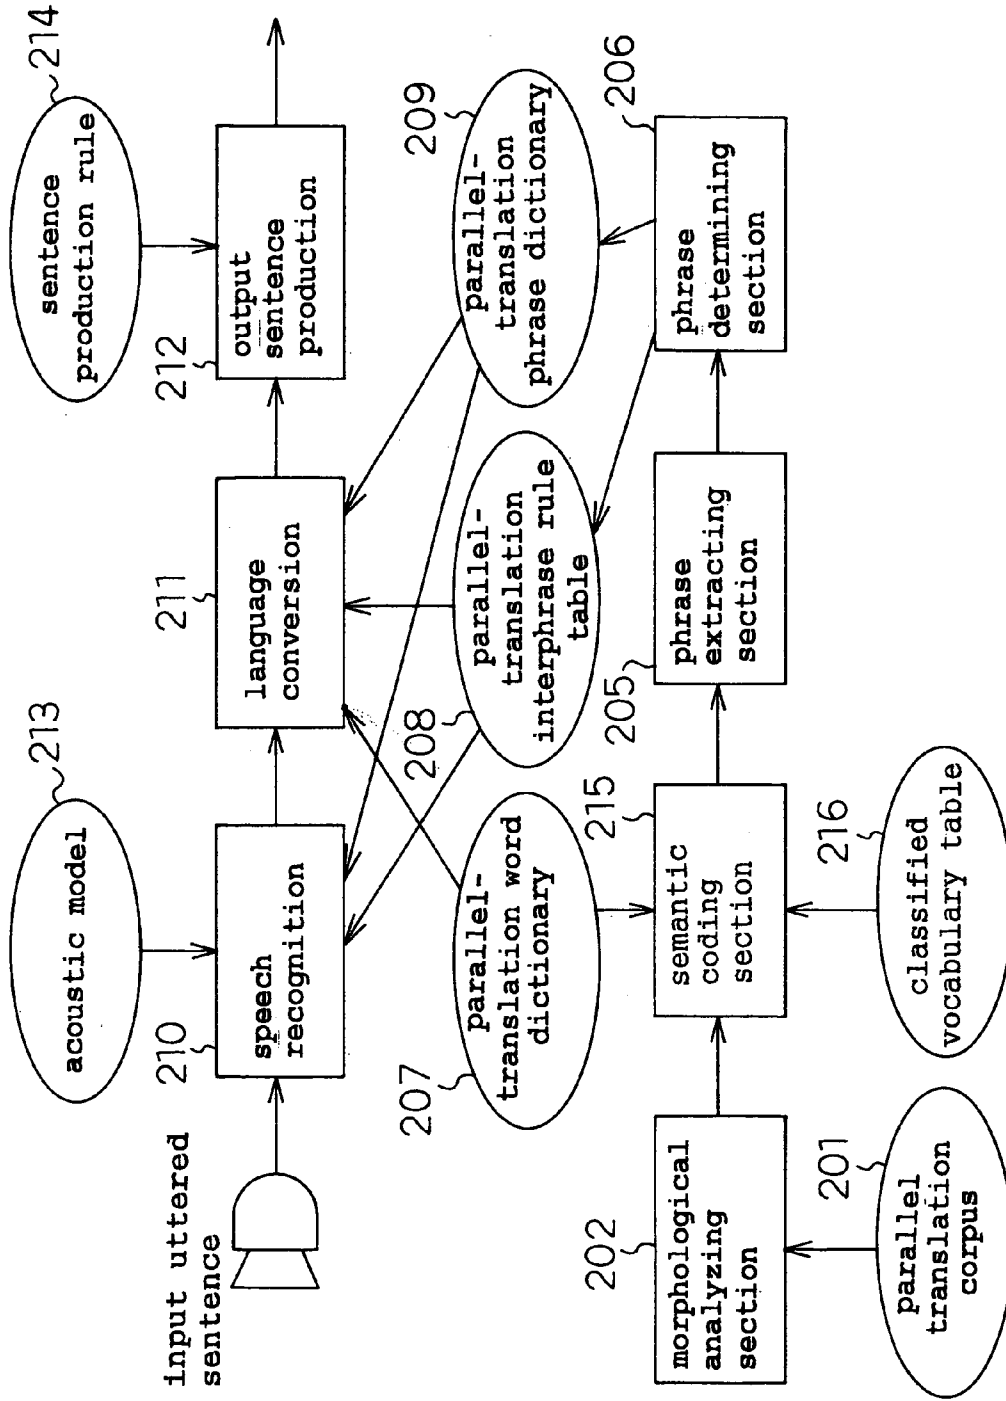 214
sentence
production rule
213
acoustic model
212
output
sentence
production
211
language
conversion
210
speech
recognition
input uttered
sentence
209
parallel-
translation
phrase dictionary
208
parallel-
translation
interphrase rule
table
207
parallel-
translation word
dictionary
206
phrase
determining
section
205
phrase
extracting
section
215
semantic
coding
section
202
morphological
analyzing
section
216
classified
vocabulary table
201
parallel
translation
corpus